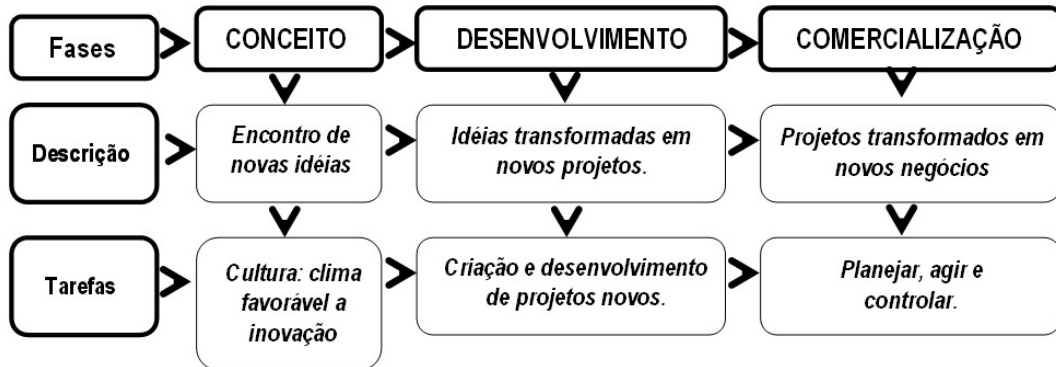 Fases
CONCEITO
DESENVOLVIMENTO
COMERCIALIZAÇÃO
Descrição
Encontro de
novas idéias
Idéias transformadas em
novos projetos.
Projetos transformados em
novos negócios
Tarefas
Cultura: clima
favorável a
inovação
Criação e desenvolvimento
de projetos novos.
Planejar, agir e
controlar.